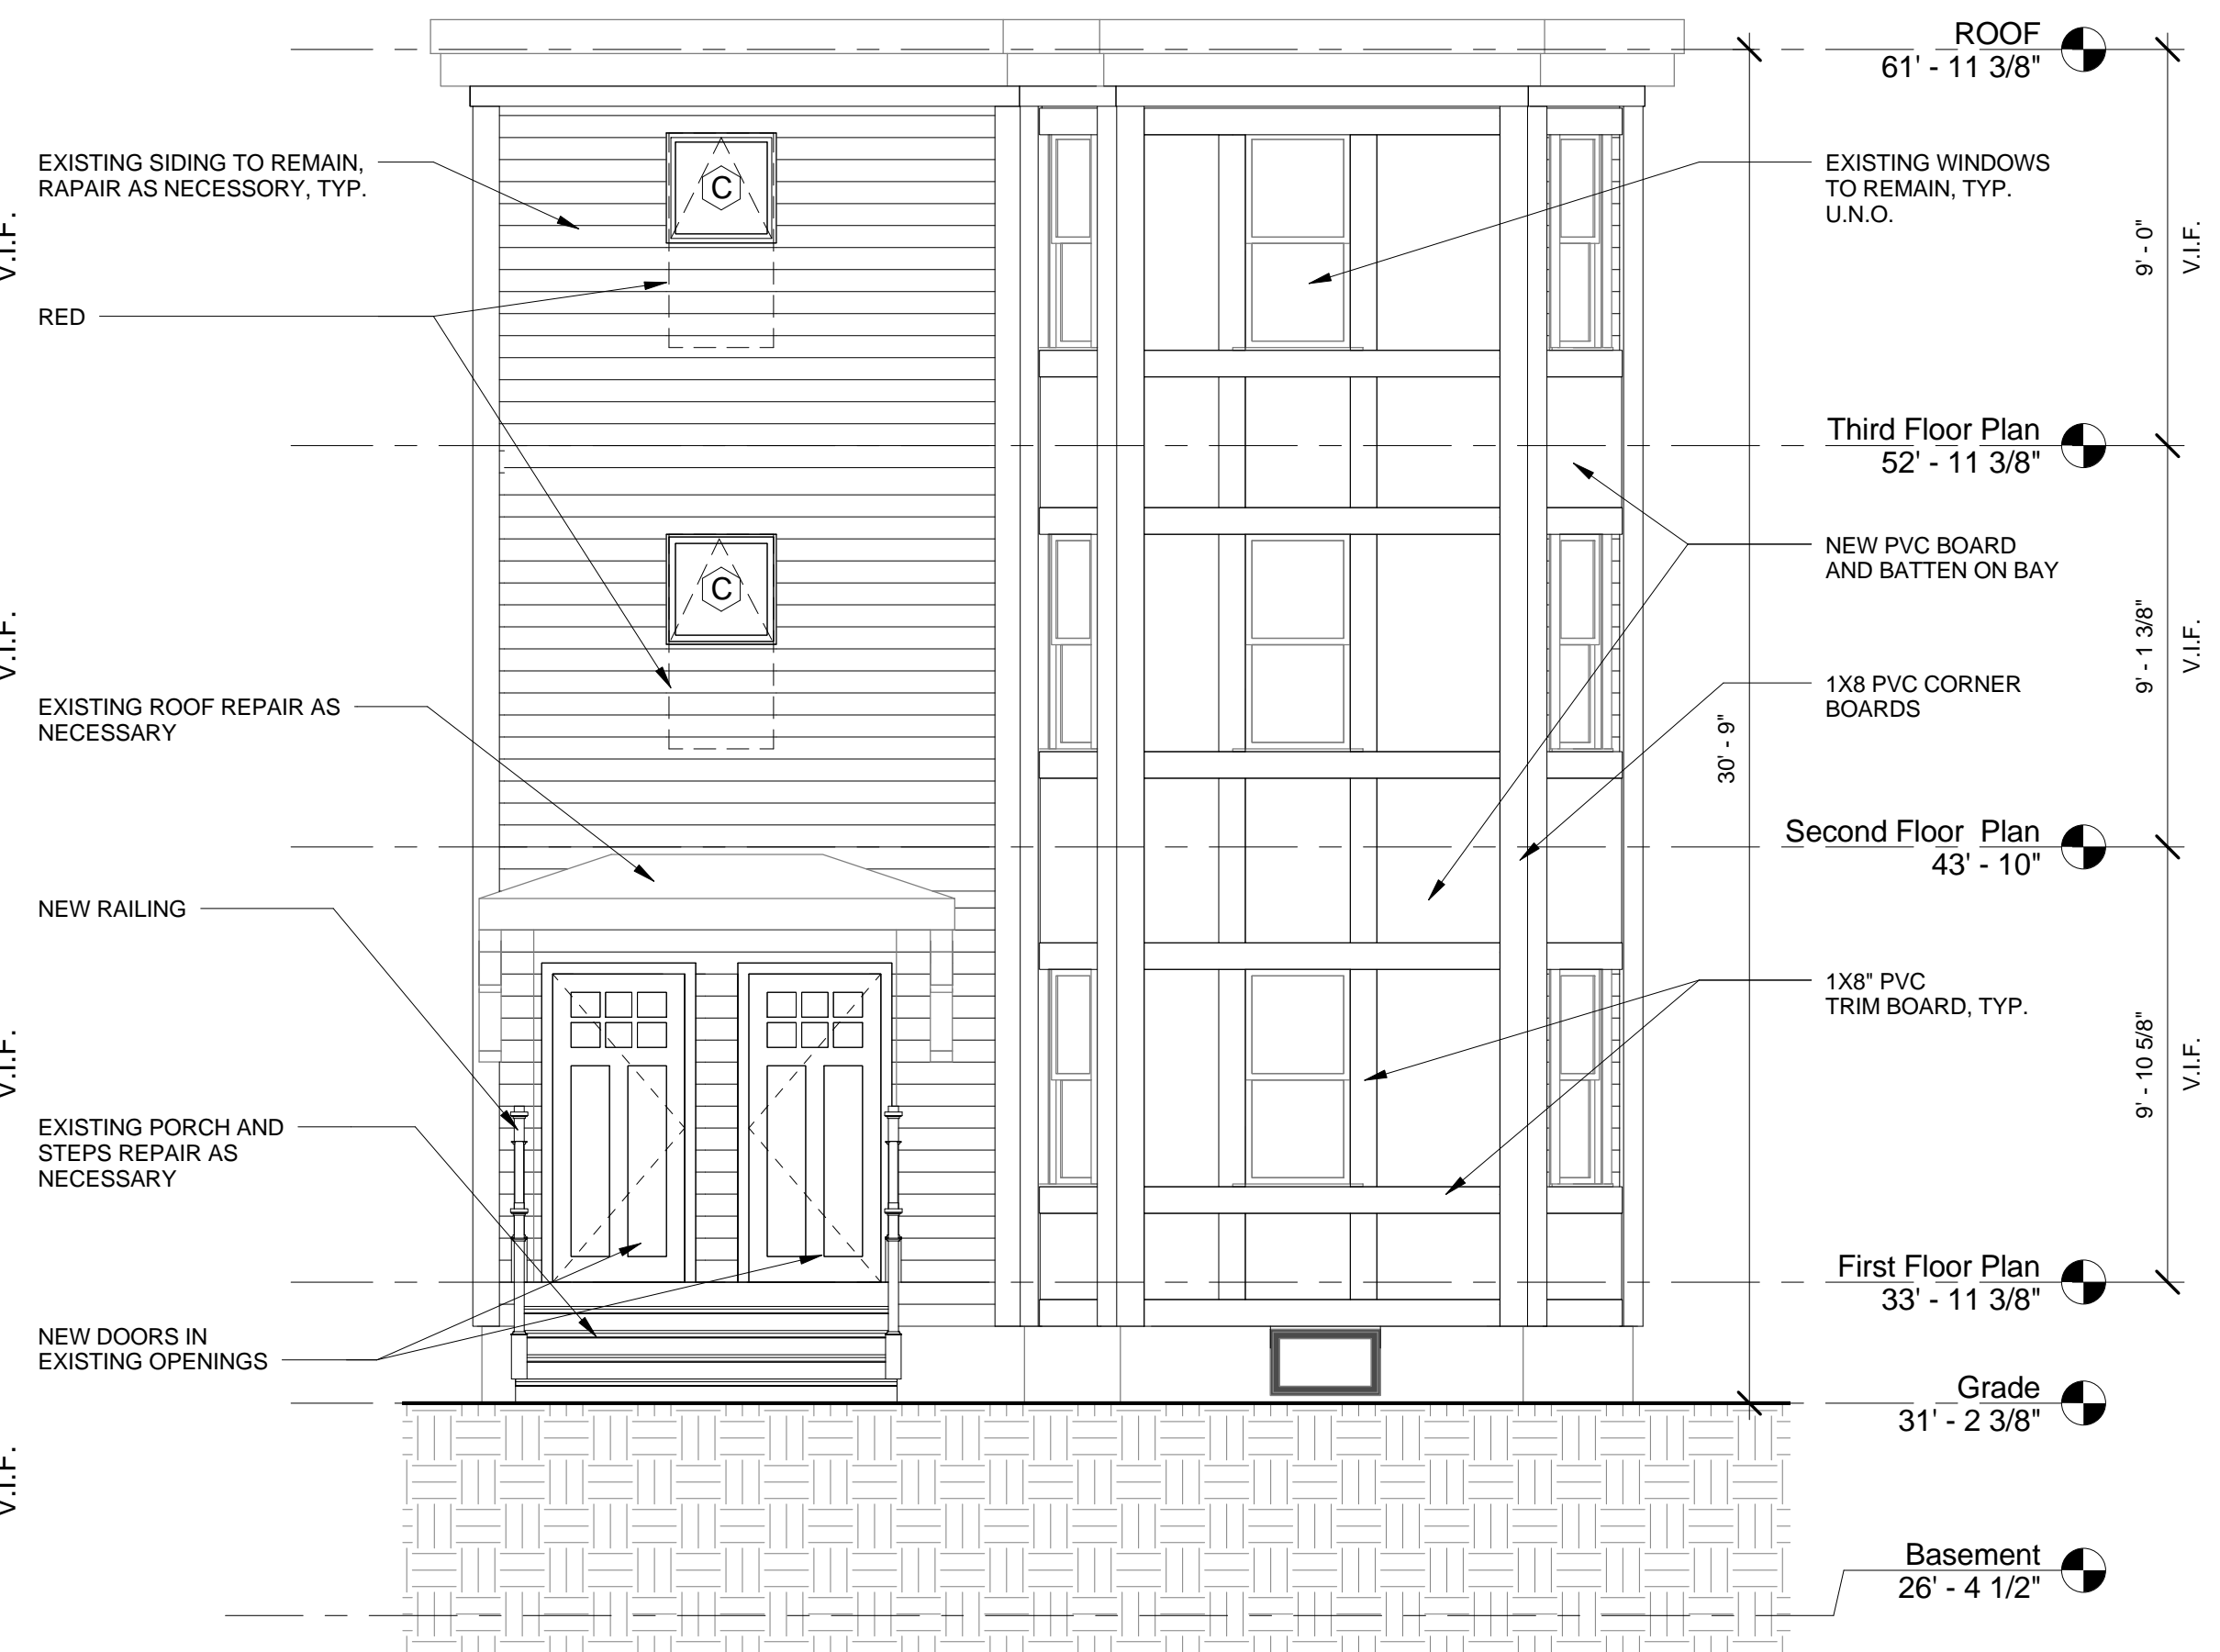 V.I.F.
V.I.F.
V.I.F.
V.I.F.
EXISTING SIDING TO REMAIN,
RAPAIR AS NECESSORY, TYP.
RED
EXISTING ROOF REPAIR AS
NECESSARY
NEW RAILING
EXISTING PORCH AND
STEPS REPAIR AS
NECESSARY
NEW DOORS IN
EXISTING OPENINGS
C
C
EXISTING WINDOWS
TO REMAIN, TYP.
U.N.O.
NEW PVC BOARD
AND BATTEN ON BAY
1X8 PVC CORNER
BOARDS
1X8" PVC
TRIM BOARD, TYP.
30' - 9"
ROOF
61' - 11 3/8"
Third Floor Plan
52' - 11 3/8"
Second Floor Plan
43' - 10"
First Floor Plan
33' - 11 3/8"
Grade
31' - 2 3/8"
Basement
26' - 4 1/2"
9' - 0"
V.I.F.
9' - 1 3/8"
V.I.F.
9' - 10 5/8"
V.I.F.